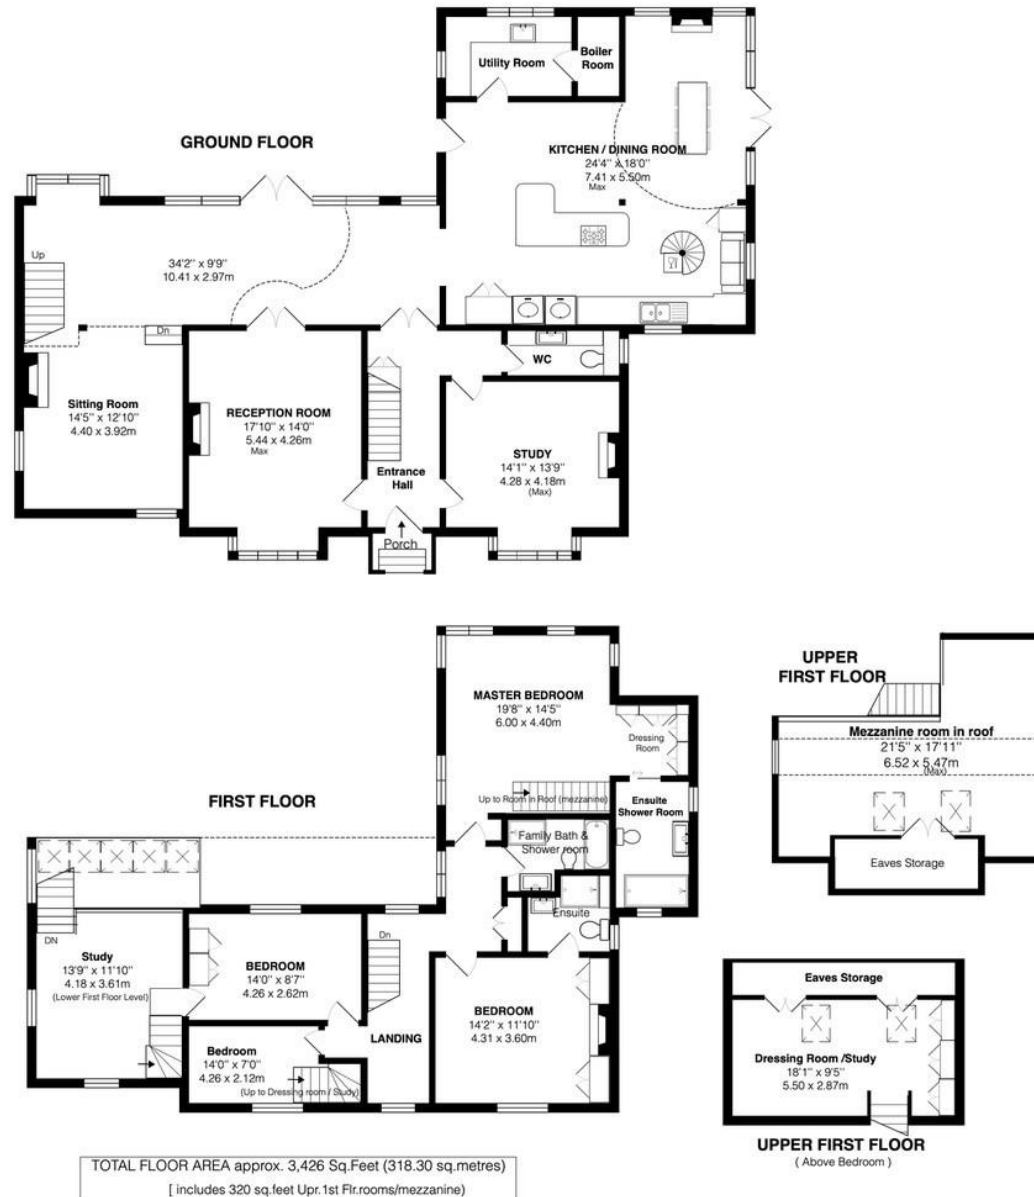 Utility Room
Boiler
Room
GROUND FLOOR
KITCHEN / DINING ROOM
24'4" x 18'0"
7.41 x 5.50m
Max
Up
34'2" x 9'9"
10.41 x 2.97m
Dn
WC
Sitting Room
14'5" x 12'10"
4.40 x 3.92m
RECEPTION ROOM
17'10" x 14'0"
5.44 x 4.26m
Max
Entrance
Hall
STUDY
14'1" x 13'9"
4.28 x 4.18m
(Max)
Porch
UPPER
FIRST FLOOR
MASTER BEDROOM
19'8" x 14'5"
6.00 x 4.40m
Dressing
Room
Mezzanine room in roof
21'5" x 17'11"
6.52 x 5.47m
(Max)
FIRST FLOOR
Up to Room in Roof (mezzanine)
Ensuite
Shower Room
Family Bath &
Shower room
Eaves Storage
Ensuite
DN
Dn
Study
13'9" x 11'10"
4.18 x 3.61m
(Lower First Floor Level)
BEDROOM
14'0" x 8'7"
4.26 x 2.62m
BEDROOM
14'2" x 11'10"
4.31 x 3.60m
LANDING
Bedroom
14'0" x 7'0"
4.26 x 2.12m
(Up to Dressing room / Study)
Eaves Storage
Dressing Room /Study
18'1" x 9'5"
5.50 x 2.87m
UPPER FIRST FLOOR
( Above Bedroom )
TOTAL FLOOR AREA approx. 3,426 Sq.Feet (318.30 sq.metres)
[ includes 320 sq.feet Upr.1st Flr.rooms/mezzanine)